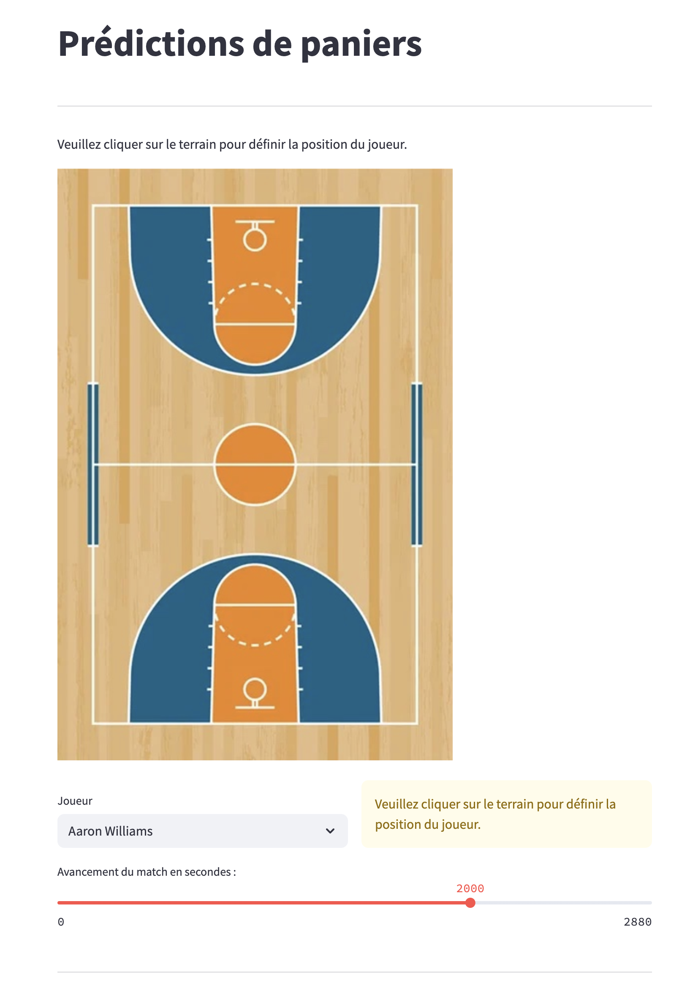 Prédictions de paniers
Veuillez cliquer sur le terrain pour définir la position du joueur.
Joueur
Aaron Williams
Veuillez cliquer sur le terrain pour définir la
position du joueur.
Avancement du match en secondes :
2000
0
2880